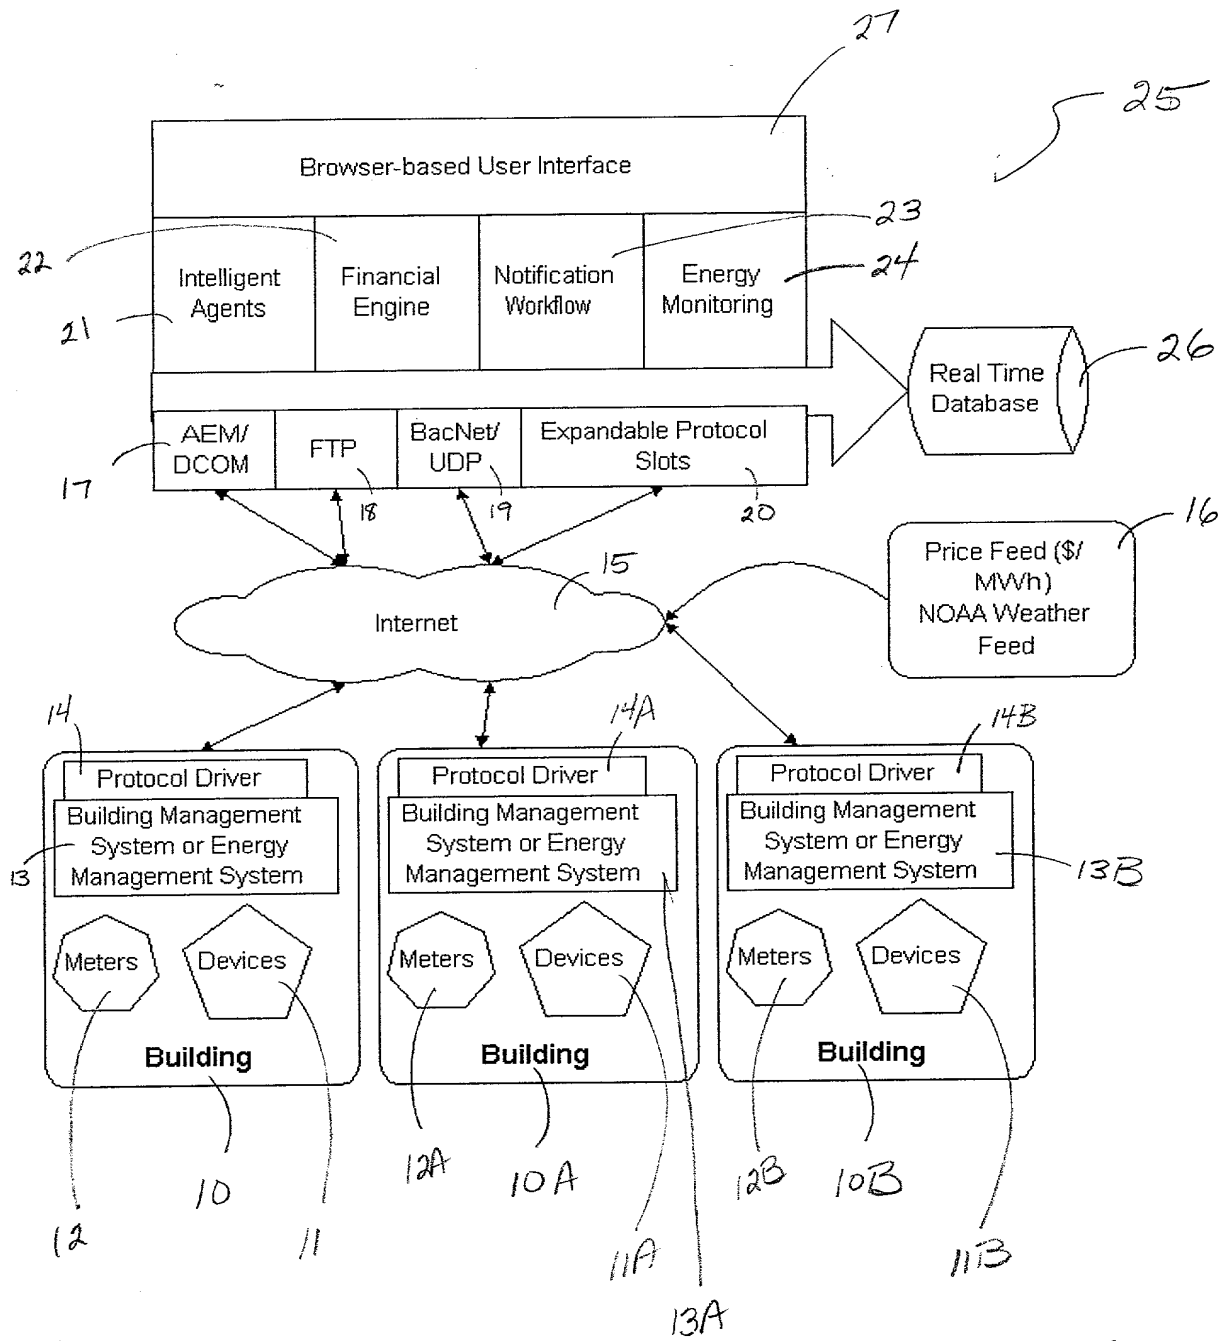 27
25
Browser-based User Interface
23
22
24
Intelligent
Agents
Financial
Engine
Notification
Workflow
Energy
Monitoring
21
26
Real Time
Database
AEM/
DCOM
FTP
BacNet/
UDP
Expandable Protocol
Slots
17
18
19
20
16
Price Feed ($/
MWh)
NOAA Weather
Feed
15
Internet
14
14A
14B
Protocol Driver
Building Management
System or Energy
Management System
13
Meters
Devices
Building
Protocol Driver
Building Management
System or Energy
Management System
Meters
Devices
Building
Protocol Driver
Building Management
System or Energy
Management System
13B
Meters
Devices
Building
12
10
11
12A
10A
11A
13A
12B
10B
11B